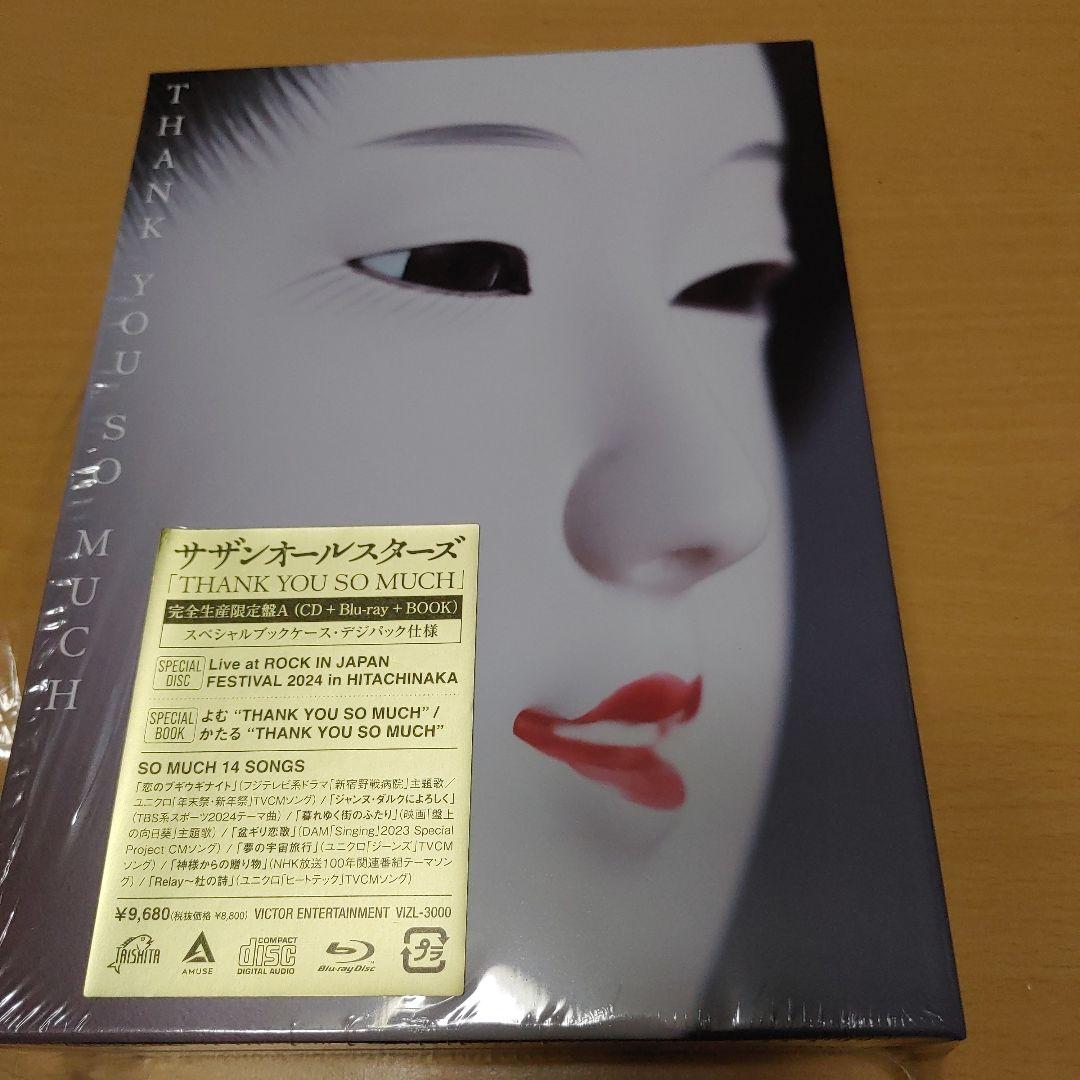 THANK YOU SO MUCH
サザンオールスターズ
「THANK YOU SO MUCH」
完全生産限定盤A（CD + Blu-ray + BOOK）
スペシャルブックケース・デジパック仕様
SPECIAL DISC
Live at ROCK IN JAPAN
FESTIVAL 2024 in HITACHINAKA
SPECIAL BOOK
よむ “THANK YOU SO MUCH” /
かたる “THANK YOU SO MUCH”
SO MUCH 14 SONGS
「恋のブギウギナイト」（フジテレビ系ドラマ「新宿野戦病院」主題歌／
ユニクロ「年末祭・新年祭」TVCMソング） / 「ジャンヌ・ダルクによろしく」
（TBS系スポーツ2024テーマ曲） / 「暮れゆく街のふたり」（映画「盤上
の向日葵」主題歌） / 「盆ギリ恋歌」（DAM「Singing」2023 Special
Project CMソング） / 「夢の宇宙旅行」（ユニクロ「ジーンズ」TVCM
ソング） / 「神様からの贈り物」（NHK放送100年関連番組テーマソン
グ） / 「Relay〜杜の詩」（ユニクロ「ヒートテック」TVCMソング）
¥9,680（税抜価格 ¥8,800） VICTOR ENTERTAINMENT VIZL-3000
TAISHITA
AMUSE
COMPACT disc DIGITAL AUDIO
Blu-ray Disc
プラ